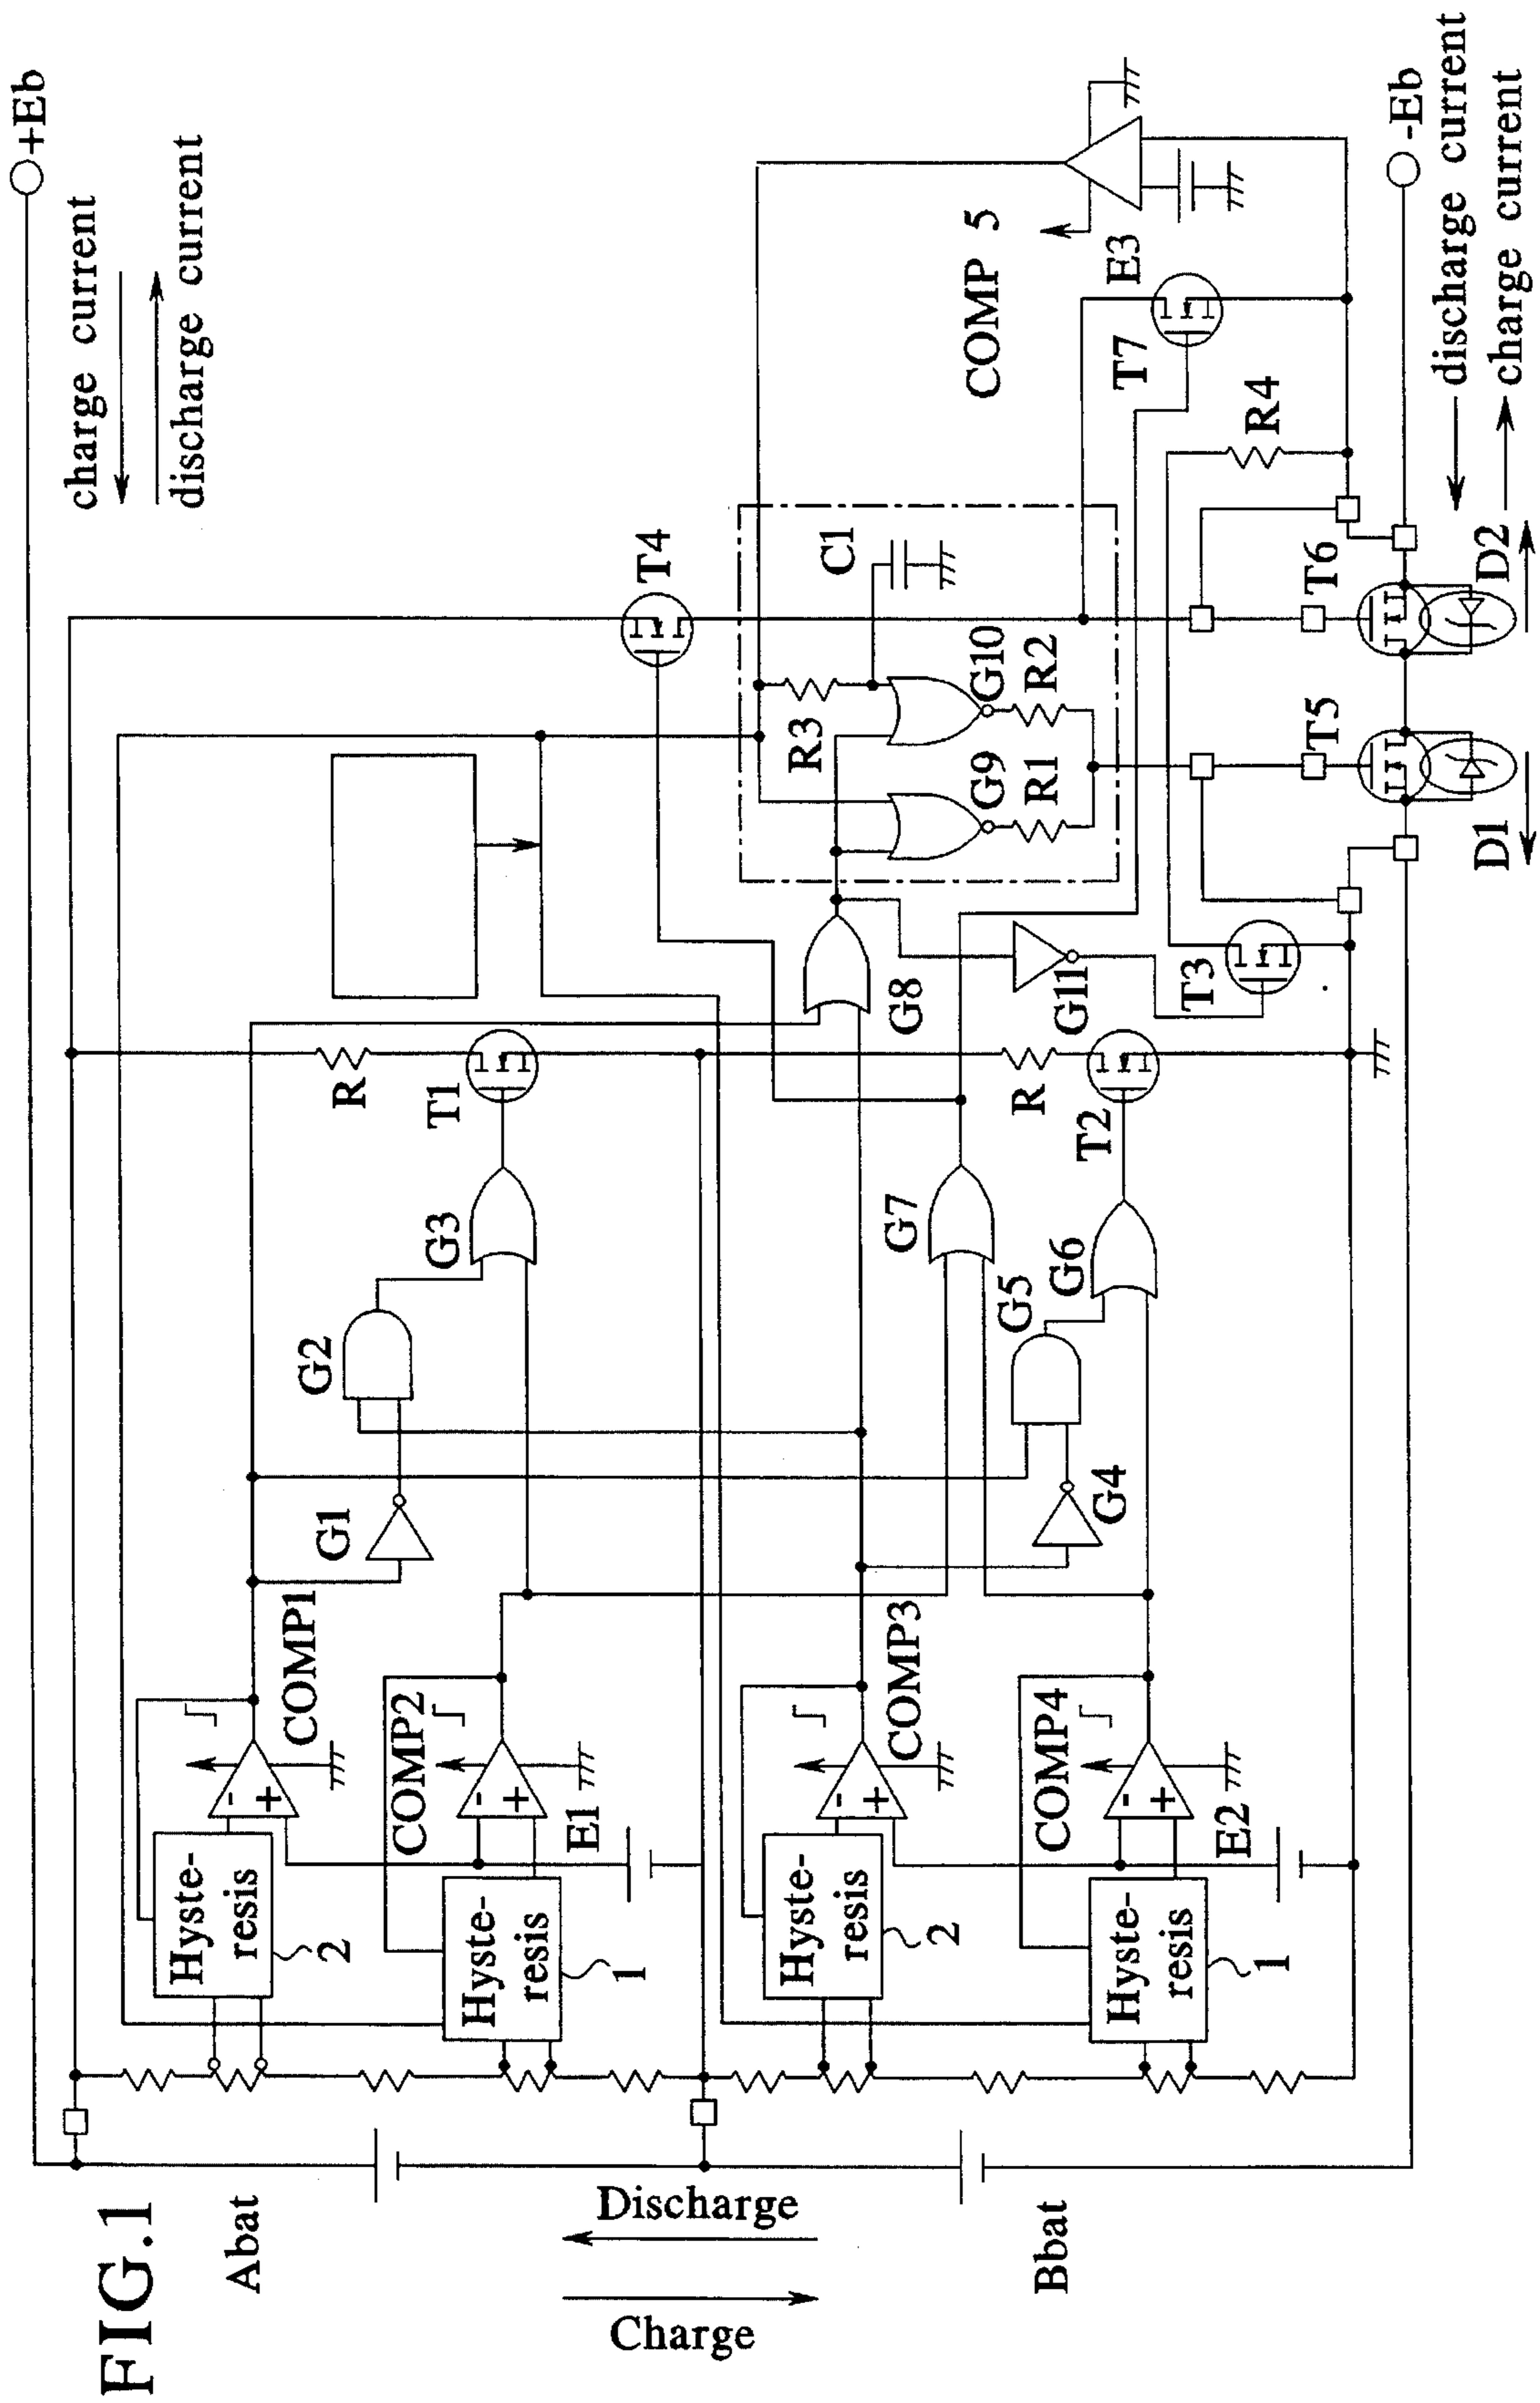 FIG.1
+Eb
charge current
discharge current
Abat
Hyste-
resis
2
COMP1
G1
G2
G3
R
T1
T4
COMP2
Hyste-
resis
1
E1
Discharge
Charge
Hyste-
resis
2
COMP3
G7
G8
R3
C1
G9
G10
R1
R2
COMP 5
Bbat
COMP4
Hyste-
resis
1
E2
G4
G5
G6
R
T2
G11
T3
T7
E3
R4
T5
T6
D1
D2
-Eb
discharge current
charge current